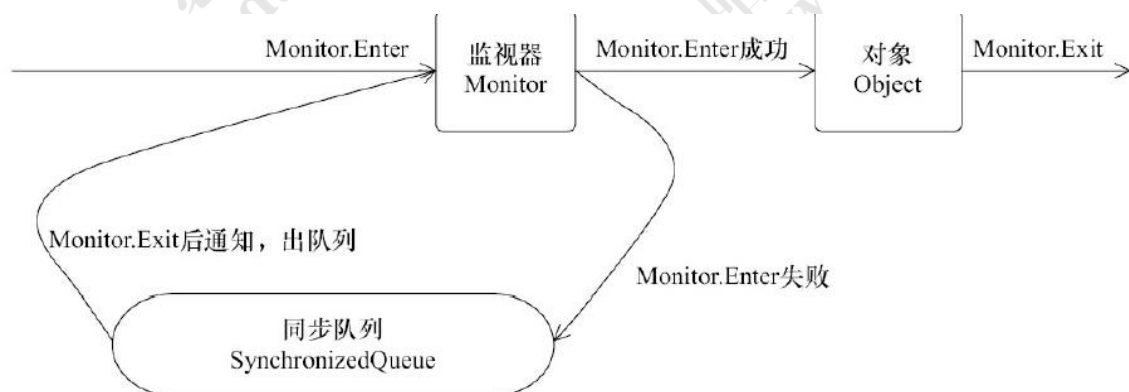 Monitor.Enter
监视器
Monitor
Monitor.Enter成功
对象
Object
Monitor.Exit
Monitor.Exit后通知，出队列
Monitor.Enter失败
同步队列
SynchronizedQueue